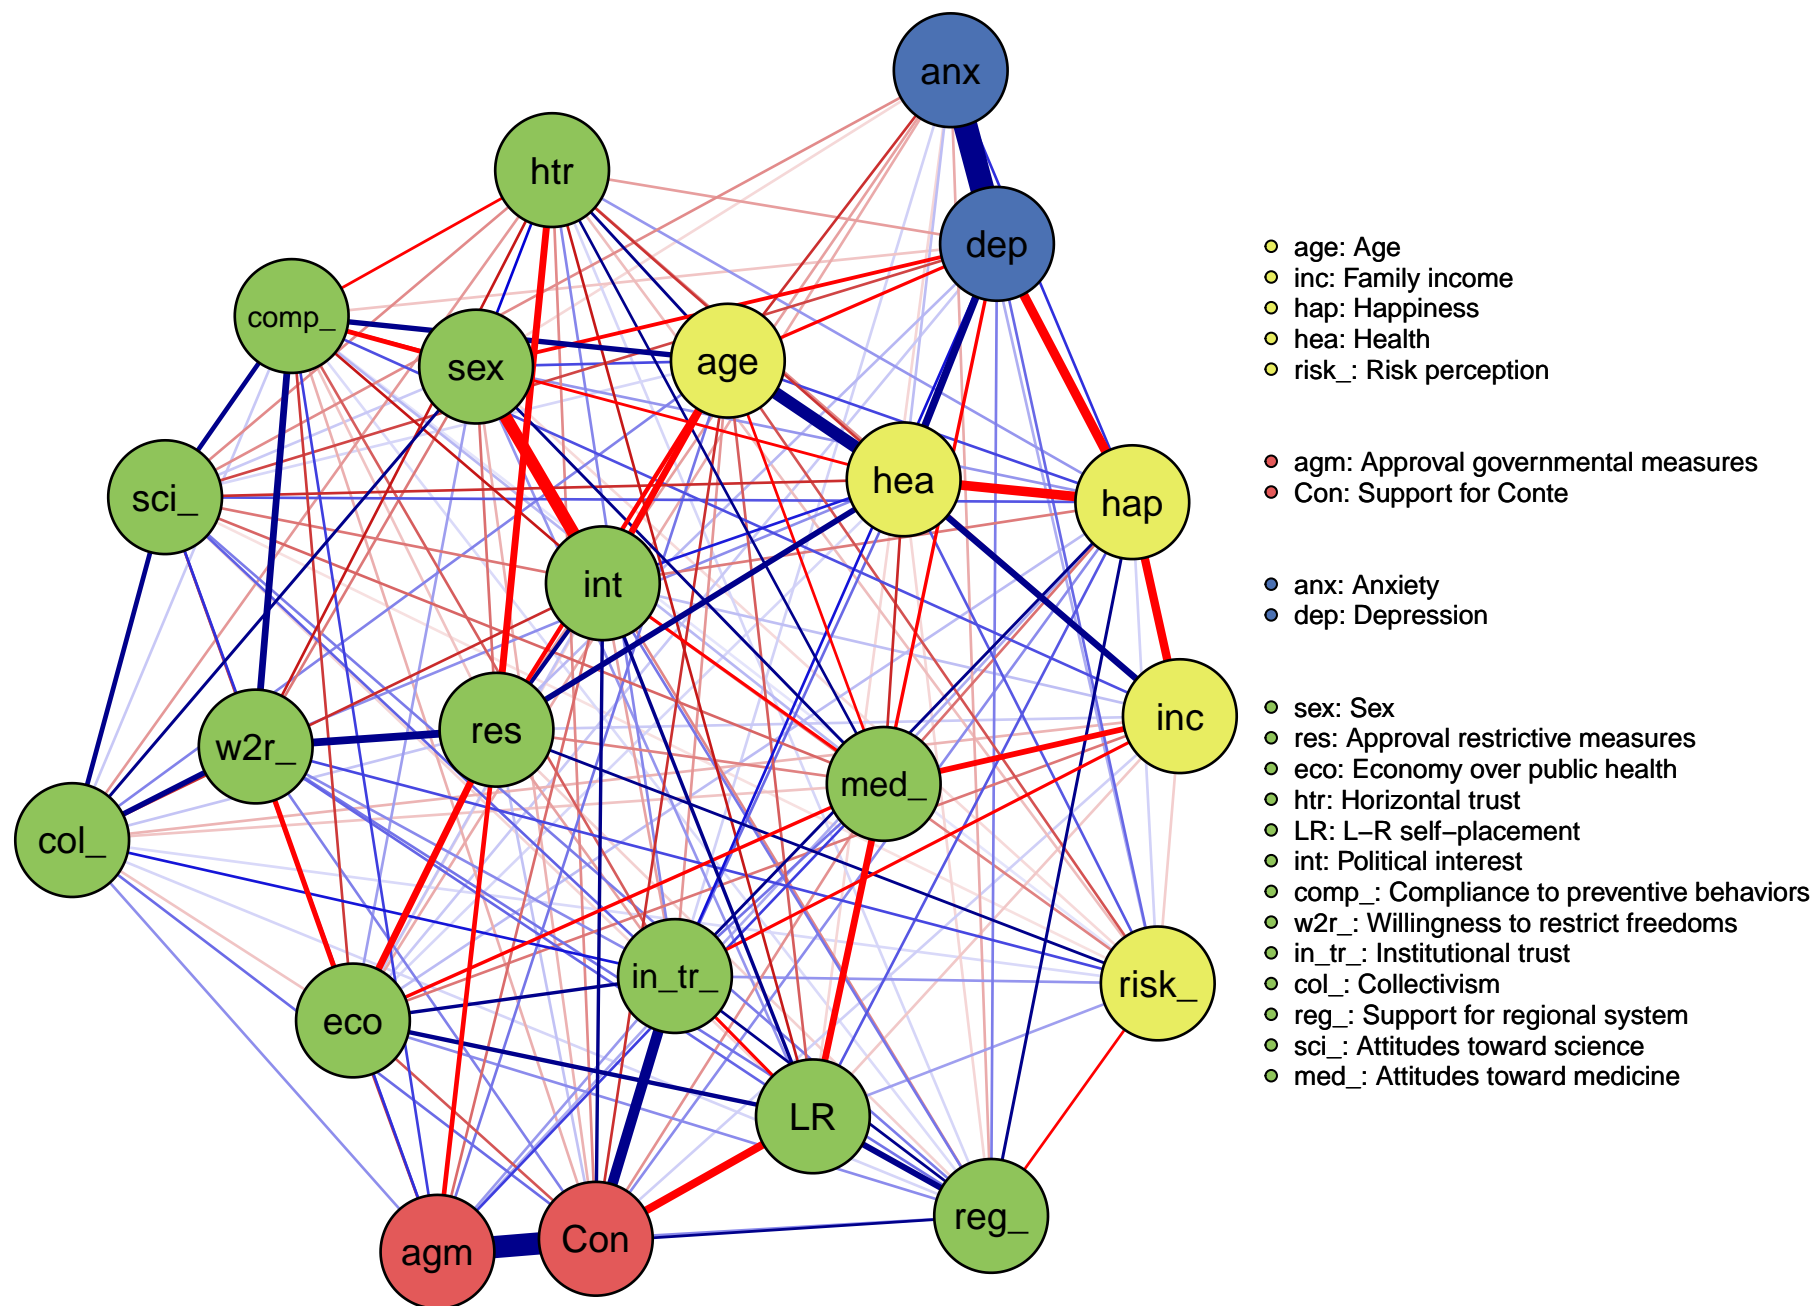 anx
htr
dep
comp_
sex
age
hea
sci_
hap
int
inc
res
w2r_
med_
col_
in_tr_
risk_
eco
LR
reg_
Con
agm
age: Age
inc: Family income
hap: Happiness
hea: Health
risk_: Risk perception
agm: Approval governmental measures
Con: Support for Conte
anx: Anxiety
dep: Depression
sex: Sex
res: Approval restrictive measures
eco: Economy over public health
htr: Horizontal trust
LR: L−R self−placement
int: Political interest
comp_: Compliance to preventive behaviors
w2r_: Willingness to restrict freedoms
in_tr_: Institutional trust
col_: Collectivism
reg_: Support for regional system
sci_: Attitudes toward science
med_: Attitudes toward medicine